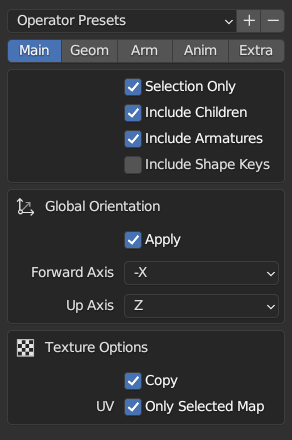 Operator Presets
Main Geom Arm Anim Extra
Selection Only
Include Children
Include Armatures
Include Shape Keys
Global Orientation
Apply
Forward Axis -X
Up Axis Z
Texture Options
Copy
UV Only Selected Map